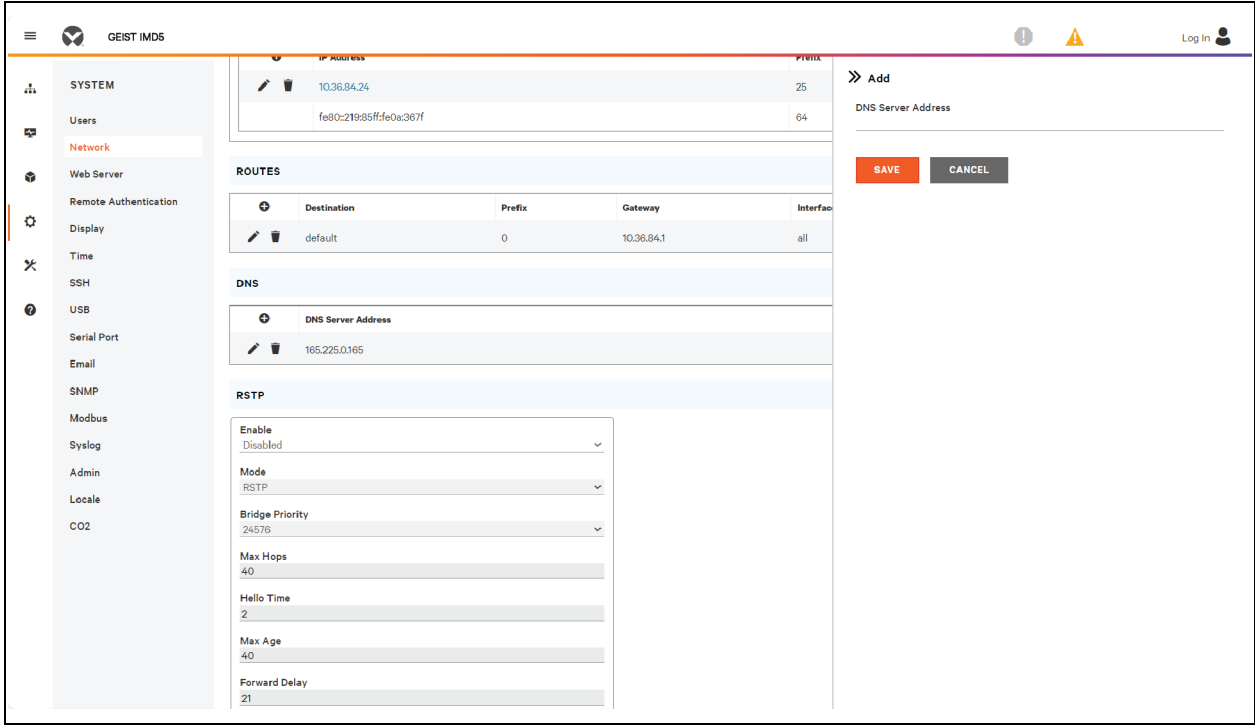 GEIST IMD5
Log In
SYSTEM
Users
Network
Web Server
Remote Authentication
Display
Time
SSH
USB
Serial Port
Email
SNMP
Modbus
Syslog
Admin
Locale
CO2
IP Address Prefix
10.36.84.24 25
fe80::219:85ff:fe0a:367f 64
ROUTES
Destination Prefix Gateway Interfac
default 0 10.36.84.1 all
DNS
DNS Server Address
165.225.0.165
RSTP
Enable
Disabled
Mode
RSTP
Bridge Priority
24576
Max Hops
40
Hello Time
2
Max Age
40
Forward Delay
21
Add
DNS Server Address
SAVE CANCEL